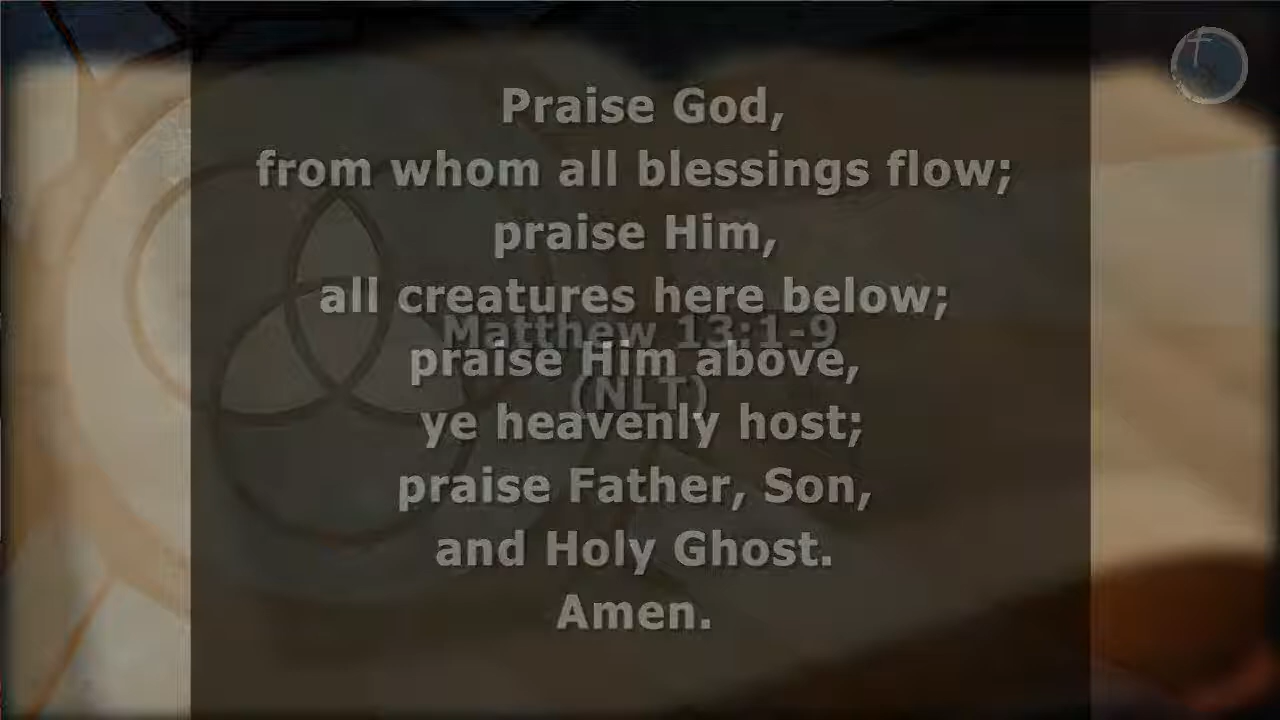 Praise God,
from whom all blessings flow;
praise Him,
all creatures here below;
Matthew 13:1-9
praise Him above,
(NLT)
ye heavenly host;
praise Father, Son,
and Holy Ghost.
Amen.